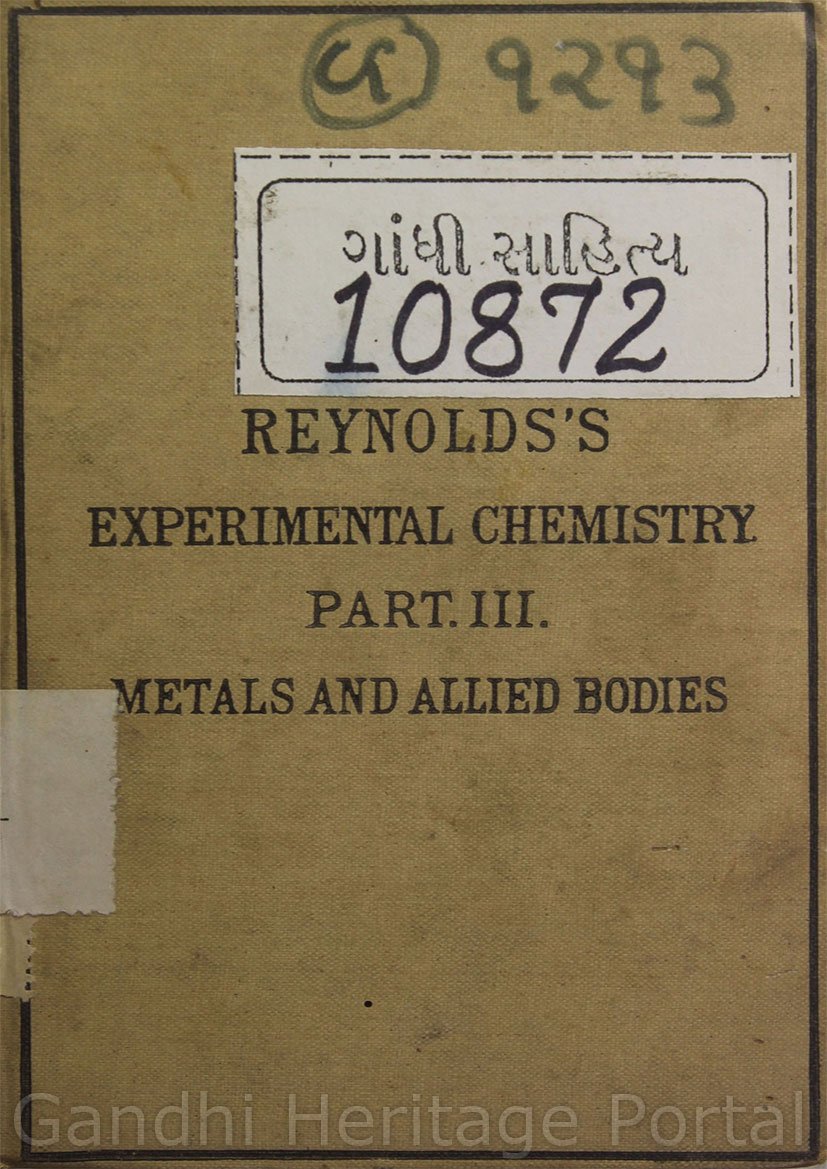 ૧૨૧૩
ગાંધી સાહિત્ય
10872
REYNOLDS'S
EXPERIMENTAL CHEMISTRY.
PART. III.
METALS AND ALLIED BODIES
Gandhi Heritage Portal